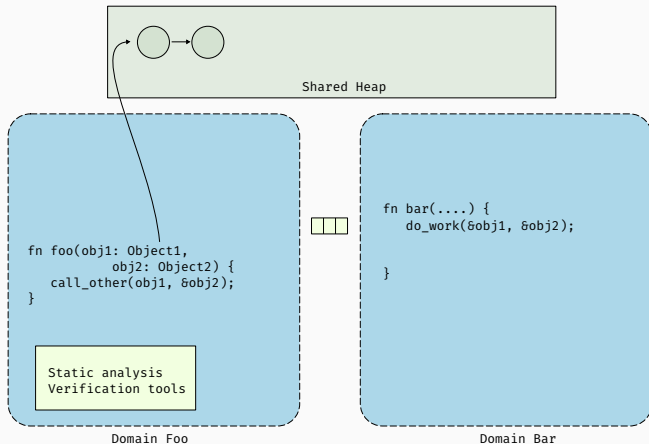 Shared Heap
fn foo(obj1: Object1,
obj2: Object2) {
call_other(obj1, &obj2);
}
Static analysis
Verification tools
Domain Foo
fn bar(....) {
do_work(&obj1, &obj2);
}
Domain Bar